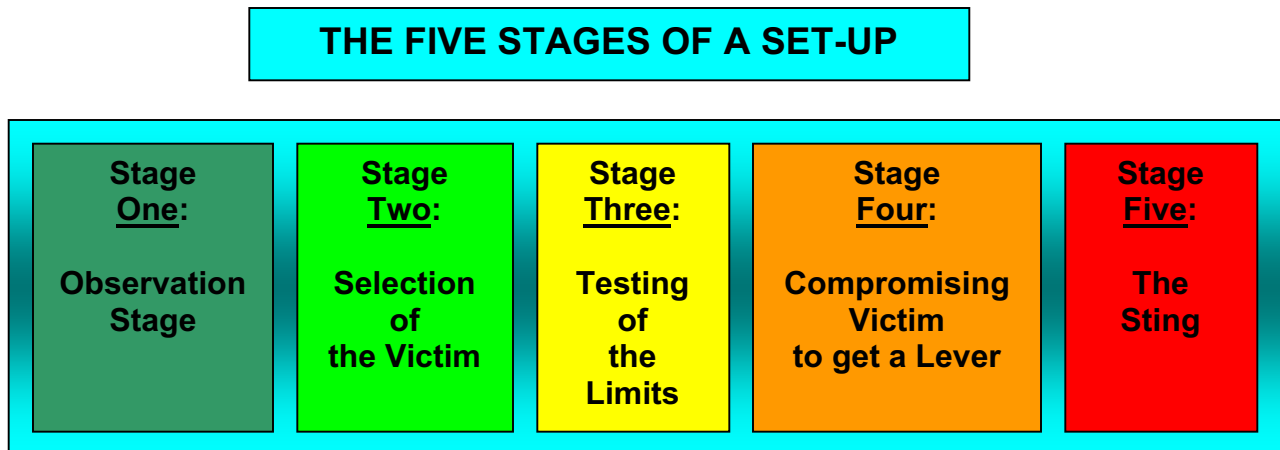 THE FIVE STAGES OF A SET-UP
Stage
One:
Observation
Stage
Stage
Two:
Selection
of
the Victim
Stage
Three:
Testing
of
the
Limits
Stage
Four:
Compromising
Victim
to get a Lever
Stage
Five:
The
Sting